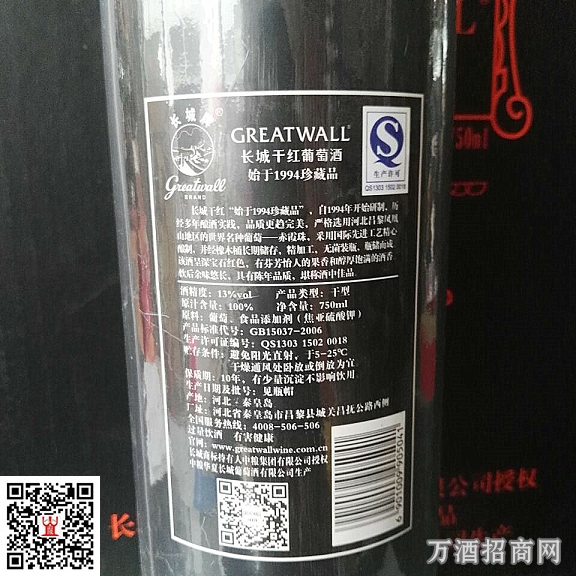 长城牌
Greatwall
BRAND
GREATWALL
长城干红葡萄酒
始于1994珍藏品
生产许可
QS1303 1502 0018
长城干红“始于1994珍藏品”，自1994年开始研制，历
经多年酿酒实践，品质更趋完美，严格选用河北昌黎凤凰
山地区的世界名种葡萄—赤霞珠，采用国际先进工艺精心
酿制，并经橡木桶长期储存、精加工、无菌装瓶、瓶储而成
该酒呈深宝石红色，有芬芳怡人的果香和醇厚饱满的酒香，
软后余味悠长，具有陈年品质，堪称酒中佳品。
酒精度：13%vol 产品类型：干型
原汁含量：100% 净含量：750ml
原料：葡萄、食品添加剂（焦亚硫酸钾）
产品标准代号：GB15037-2006
生产许可证编号：QS1303 1502 0018
贮存条件：避免阳光直射，于5-25℃
干燥通风处卧放或倒放为宜
保质期：10年，有少量沉淀不影响饮用
生产日期及批号：见瓶帽
产地：河北·秦皇岛
厂址：河北省秦皇岛市昌黎县城关昌抚公路西侧
全国服务热线：4008-506-506
过量饮酒 有害健康
官网：www.greatwallwine.com.cn
长城商标持有人中粮集团有限公司授权
中粮华夏长城葡萄酒有限公司生产
6 901009 905041
L
750ml
长
公司授权
品
生产
万酒招商网